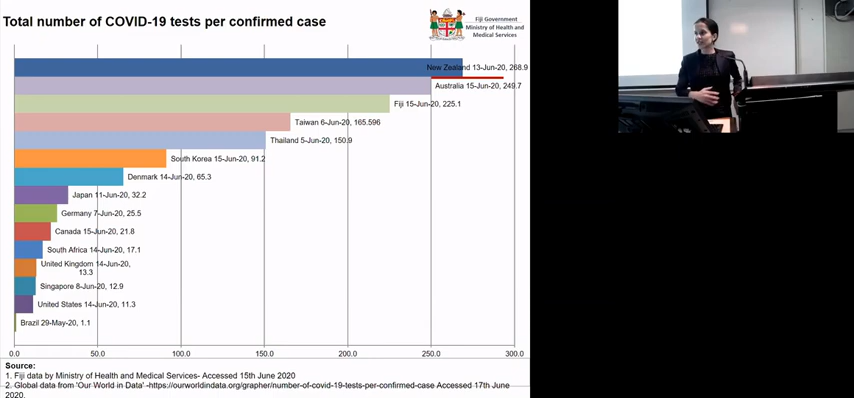 Total number of COVID-19 tests per confirmed case
Fiji Government
Ministry of Health and
Medical Services
New Zealand 13-Jun-20, 268.9
Australia 15-Jun-20, 249.7
Fiji 15-Jun-20, 225.1
Taiwan 6-Jun-20, 165.596
Thailand 5-Jun-20, 150.9
South Korea 15-Jun-20, 91.2
Denmark 14-Jun-20, 65.3
Japan 11-Jun-20, 32.2
Germany 7-Jun-20, 25.5
Canada 15-Jun-20, 21.8
South Africa 14-Jun-20, 17.1
United Kingdom 14-Jun-20,
13.3
Singapore 8-Jun-20, 12.9
United States 14-Jun-20, 11.3
Brazil 29-May-20, 1.1
0.0 50.0 100.0 150.0 200.0 250.0 300.0
Source:
1. Fiji data by Ministry of Health and Medical Services- Accessed 15th June 2020
2. Global data from 'Our World in Data' -https://ourworldindata.org/grapher/number-of-covid-19-tests-per-confirmed-case Accessed 17th June
2020.